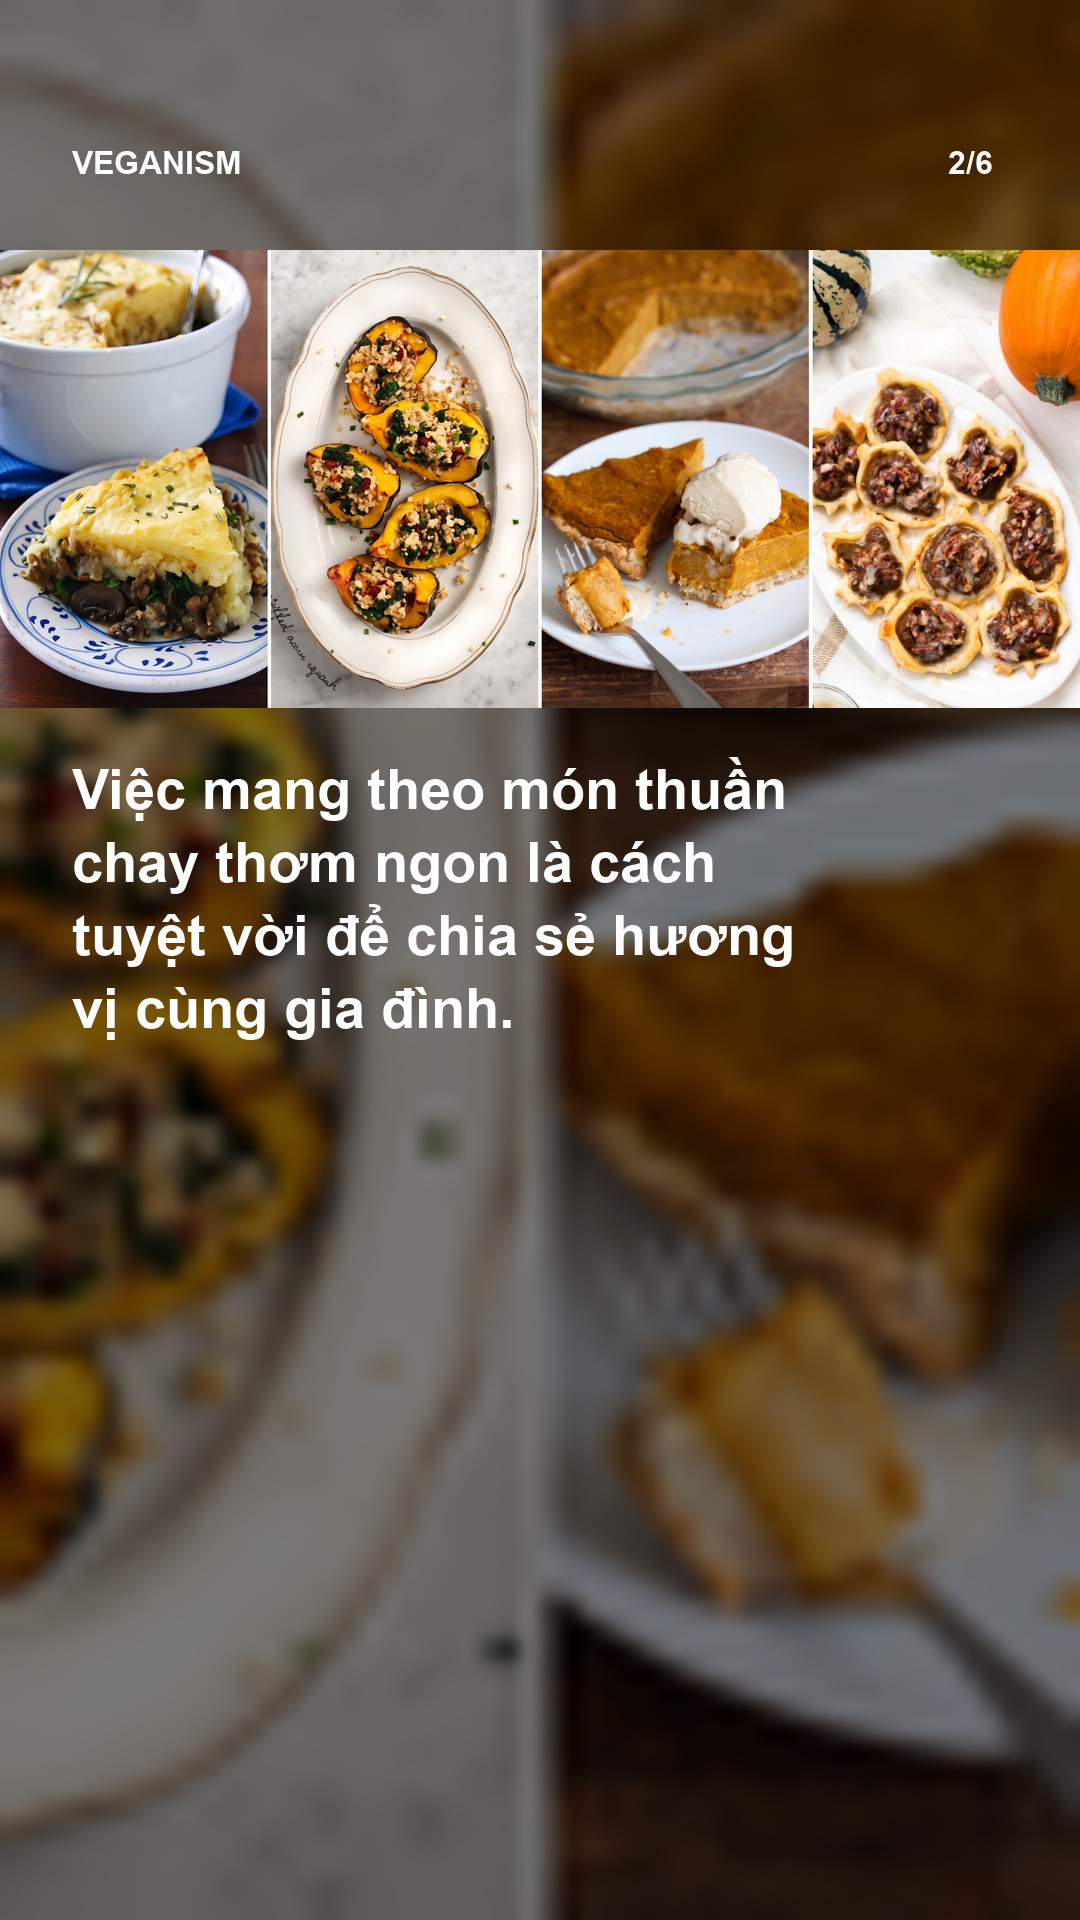 VEGANISM
2/6
Việc mang theo món thuần
chay thơm ngon là cách
tuyệt vời để chia sẻ hương
vị cùng gia đình.